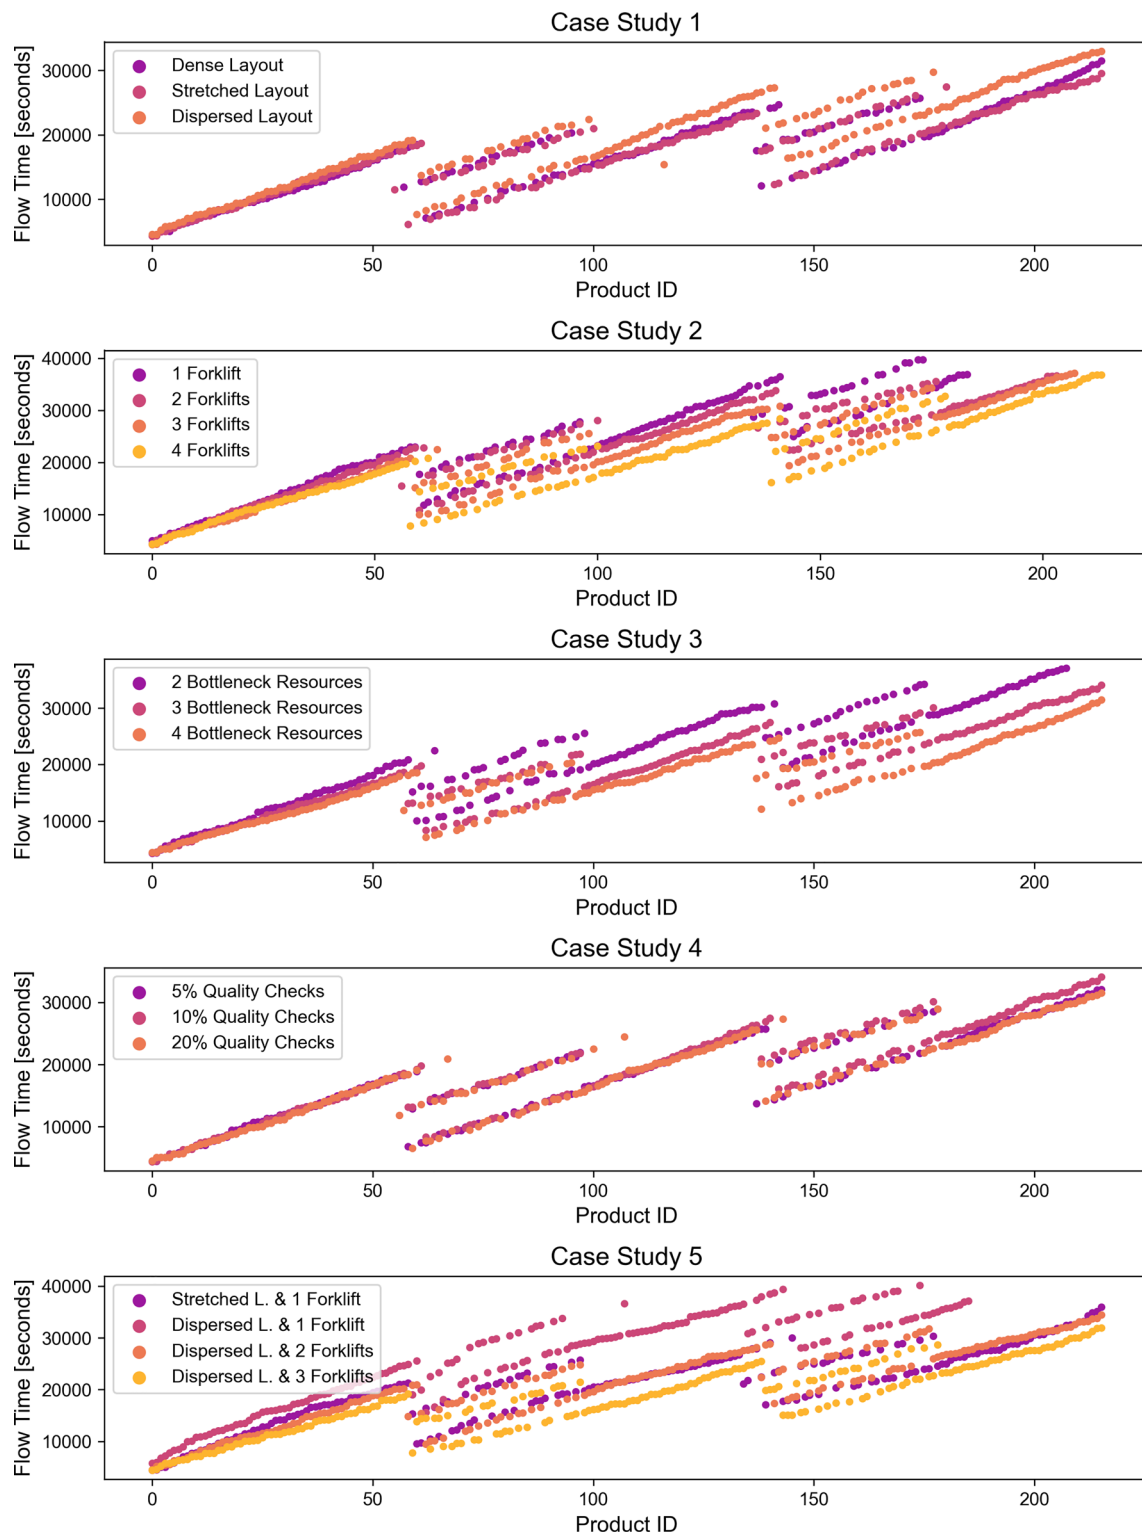 Case Study 1
Flow Time [seconds]
30000
20000
10000
Dense Layout
Stretched Layout
Dispersed Layout
0 50 100 150 200
Product ID
Case Study 2
Flow Time [seconds]
40000
30000
20000
10000
1 Forklift
2 Forklifts
3 Forklifts
4 Forklifts
0 50 100 150 200
Product ID
Case Study 3
Flow Time [seconds]
30000
20000
10000
2 Bottleneck Resources
3 Bottleneck Resources
4 Bottleneck Resources
0 50 100 150 200
Product ID
Case Study 4
Flow Time [seconds]
30000
20000
10000
5% Quality Checks
10% Quality Checks
20% Quality Checks
0 50 100 150 200
Product ID
Case Study 5
Flow Time [seconds]
40000
30000
20000
10000
Stretched L. & 1 Forklift
Dispersed L. & 1 Forklift
Dispersed L. & 2 Forklifts
Dispersed L. & 3 Forklifts
0 50 100 150 200
Product ID